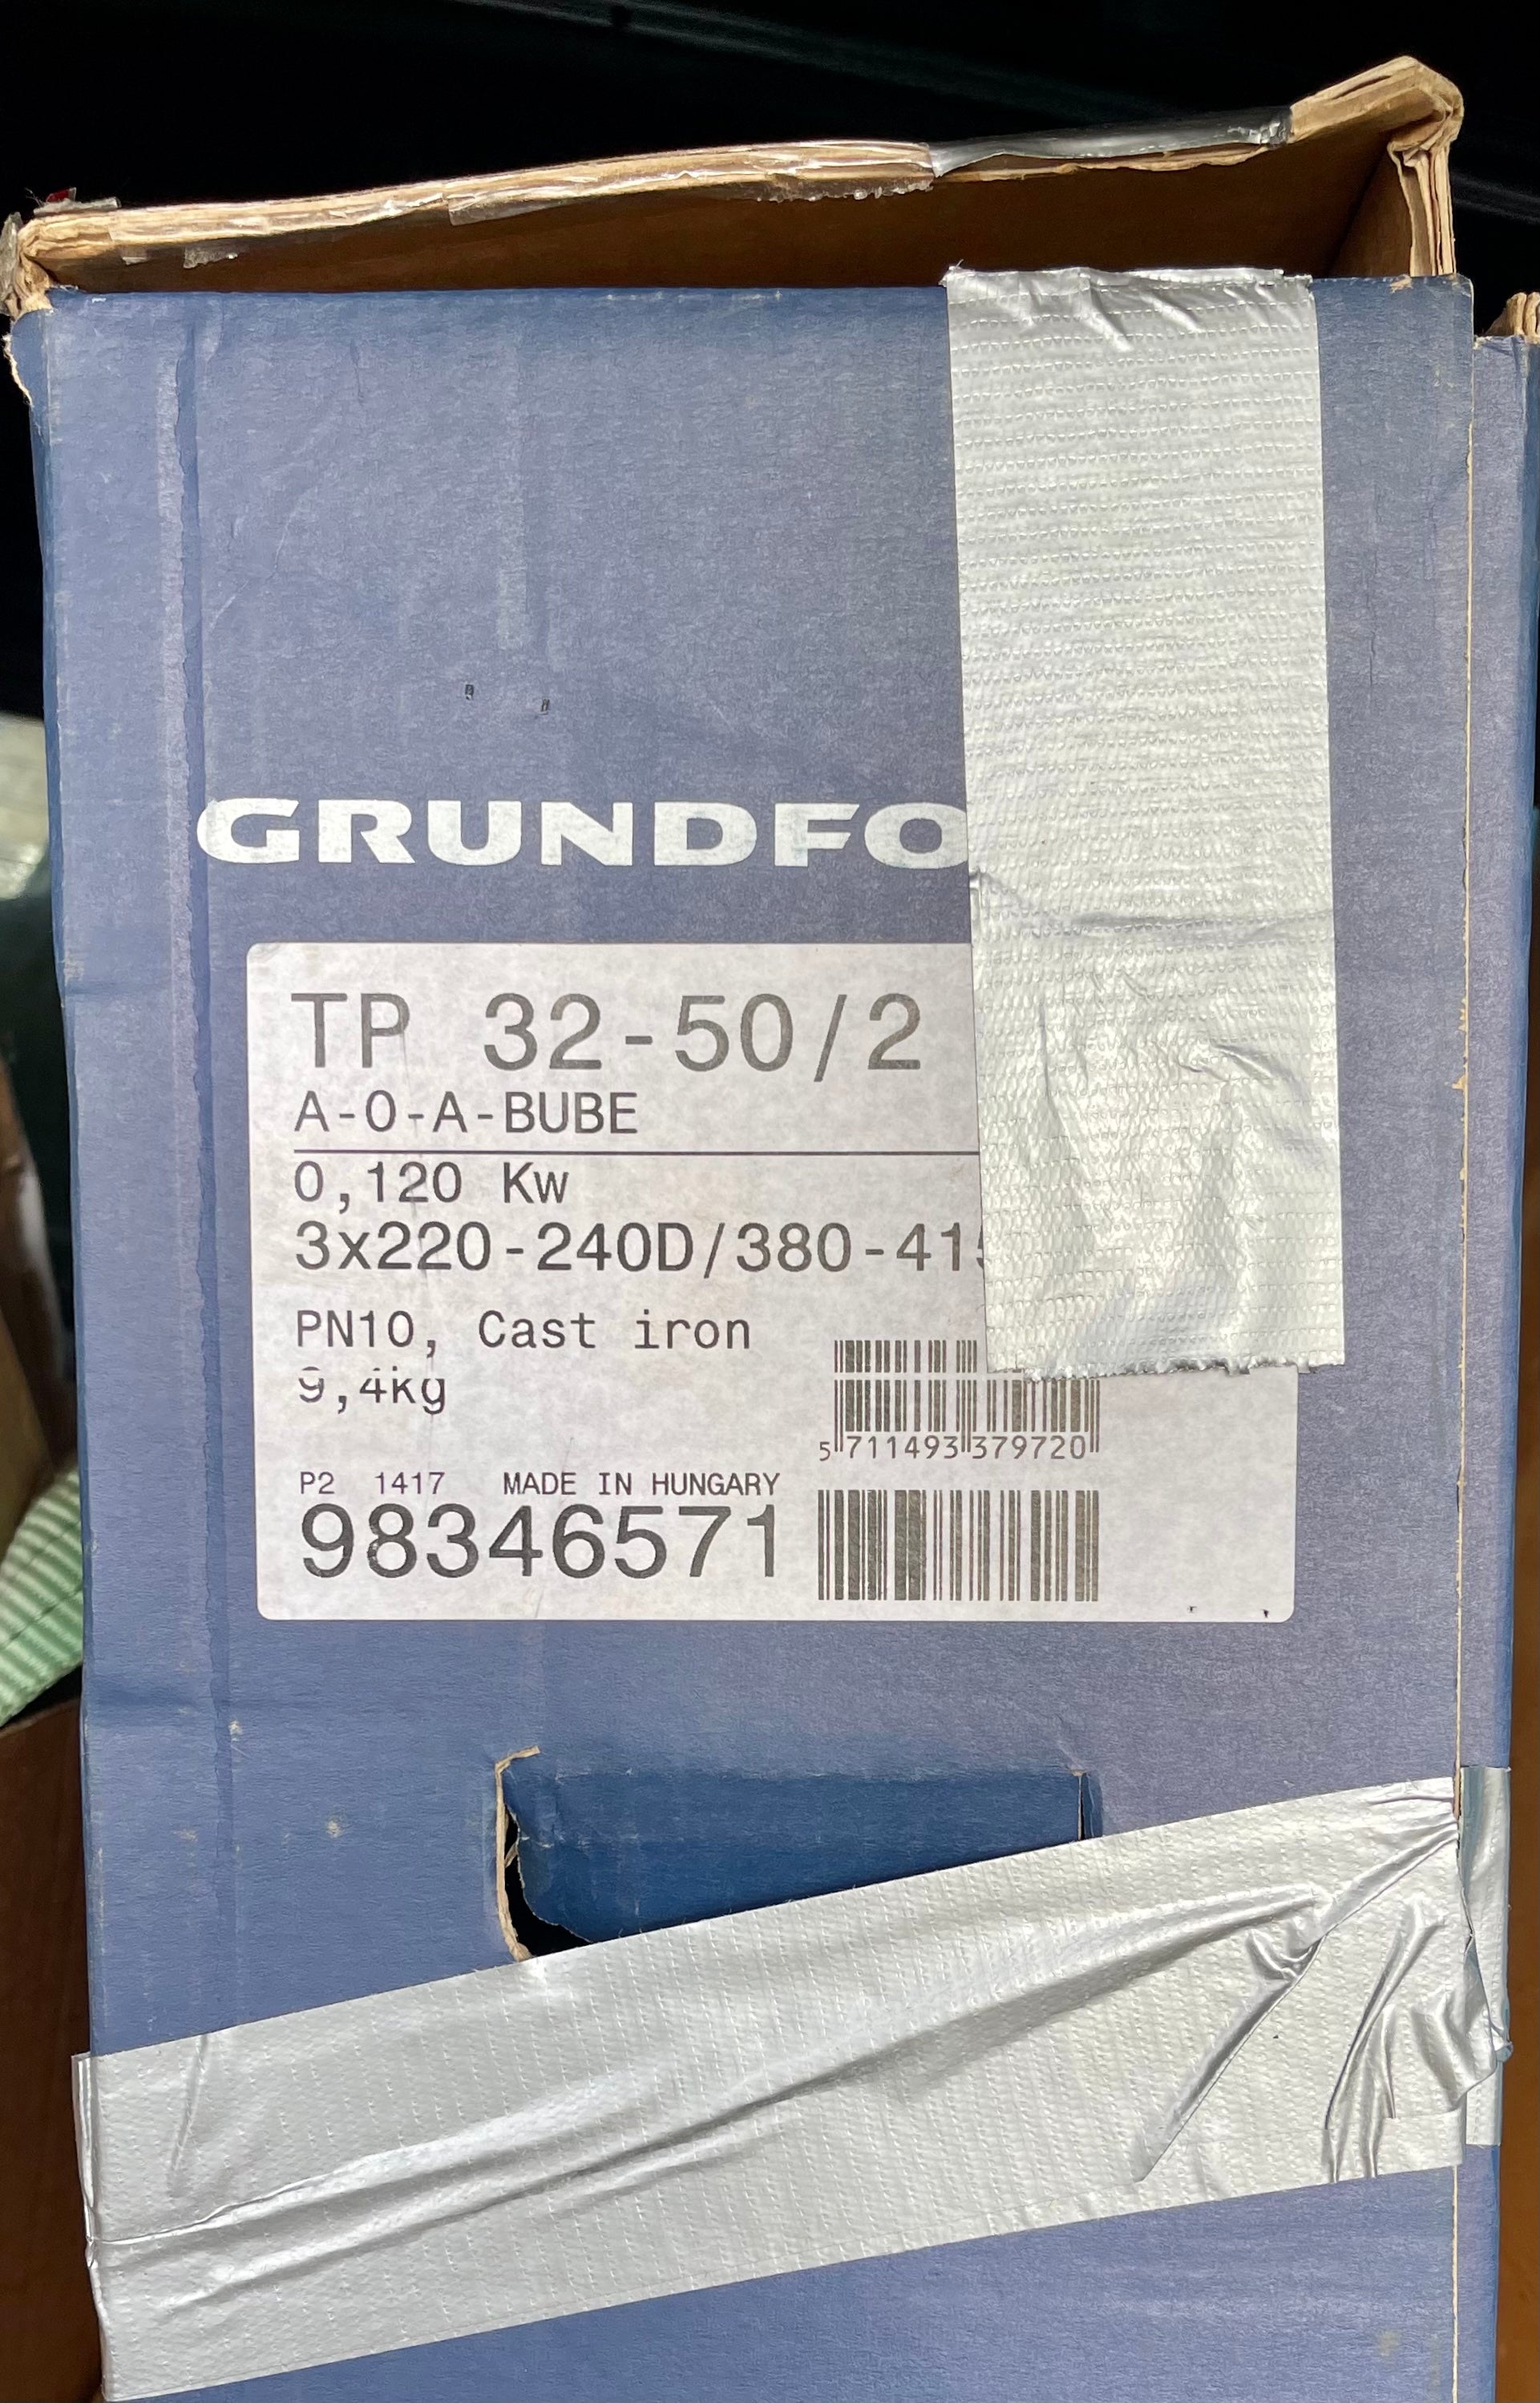 GRUNDFO
TP 32-50/2
A-O-A-BUBE
0,120 Kw
3x220-240D/380-415
PN10, Cast iron
9,4kg
5 711493 379720
P2 1417 MADE IN HUNGARY
98346571